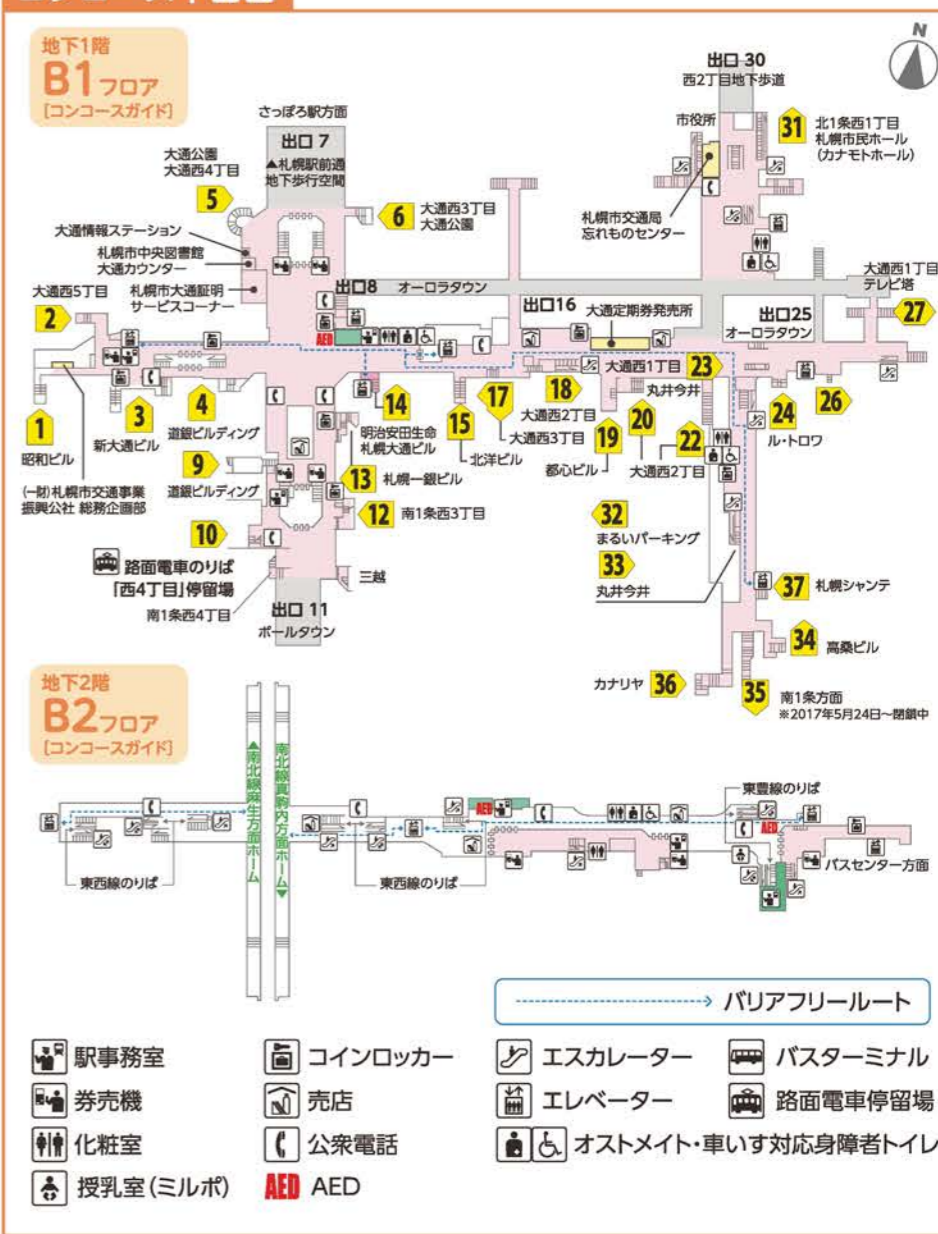 地下1階
B1フロア
[コンコースガイド]
N
出口 30
西2丁目地下歩道
市役所
31
北1条西1丁目
札幌市民ホール
(カナモトホール)
さっぽろ駅方面
出口 7
▲札幌駅前通
地下歩行空間
大通公園
大通西4丁目
5
6
大通西3丁目
大通公園
札幌市交通局
忘れものセンター
大通情報ステーション
札幌市中央図書館
大通カウンター
札幌市大通証明
サービスコーナー
大通西5丁目
2
出口8
オーロラタウン
出口16
大通定期券発売所
出口25
オーロラタウン
大通西1丁目
テレビ塔
27
AED
1
昭和ビル
3
新大通ビル
4
道銀ビルディング
9
道銀ビルディング
(一財)札幌市交通事業
振興公社 総務企画部
10
路面電車のりば
「西4丁目」停留場
南1条西4丁目
出口 11
ポールタウン
三越
12
南1条西3丁目
13
札幌一銀ビル
14
明治安田生命
札幌大通ビル
15
北洋ビル
17
大通西3丁目
18
大通西2丁目
19
都心ビル
20
22
大通西2丁目
大通西1丁目
23
丸井今井
24
ル・トロワ
26
32
まるいパーキング
33
丸井今井
37
札幌シャンテ
34
高桑ビル
カナリヤ
36
35
南1条方面
※2017年5月24日～閉鎖中
地下2階
B2フロア
[コンコースガイド]
▲南北線麻生方面ホーム
南北線真駒内方面ホーム▼
東西線のりば
東西線のりば
AED
東豊線のりば
AED
バスセンター方面
バリアフリールート
駅事務室
コインロッカー
エスカレーター
バスターミナル
券売機
売店
エレベーター
路面電車停留場
化粧室
公衆電話
オストメイト・車いす対応身障者トイレ
授乳室(ミルポ)
AED AED